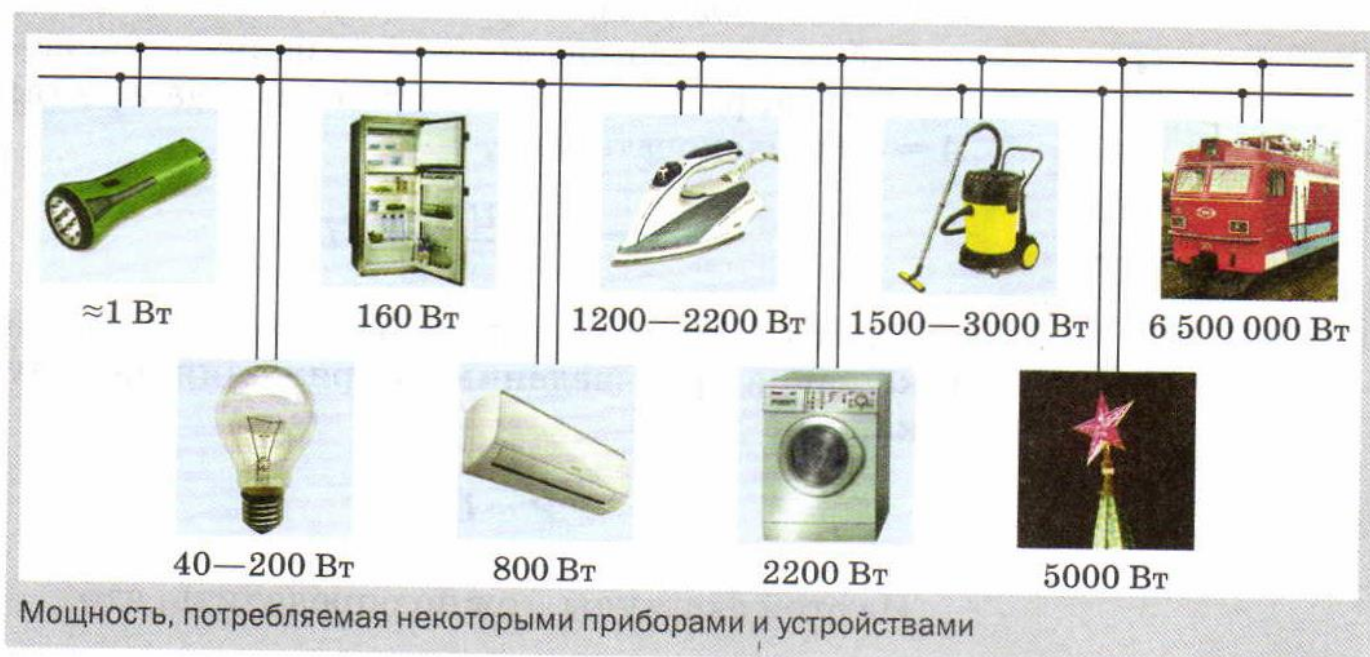 ≈1 Вт
160 Вт
1200—2200 Вт
1500—3000 Вт
6 500 000 Вт
40—200 Вт
800 Вт
2200 Вт
5000 Вт
Мощность, потребляемая некоторыми приборами и устройствами